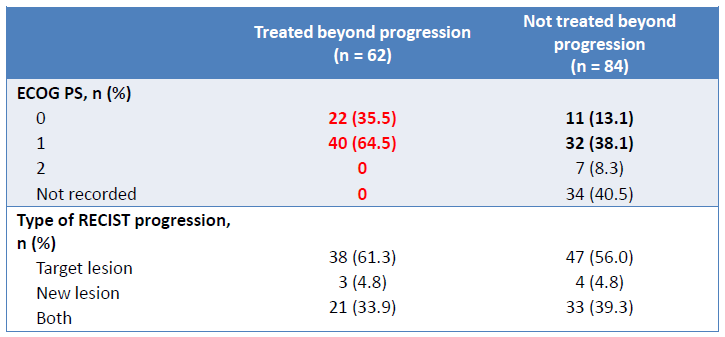 Treated beyond progression
(n = 62)
Not treated beyond
progression
(n = 84)
ECOG PS, n (%)
0 22 (35.5) 11 (13.1)
1 40 (64.5) 32 (38.1)
2 0 7 (8.3)
Not recorded 0 34 (40.5)
Type of RECIST progression,
n (%)
Target lesion 38 (61.3) 47 (56.0)
New lesion 3 (4.8) 4 (4.8)
Both 21 (33.9) 33 (39.3)